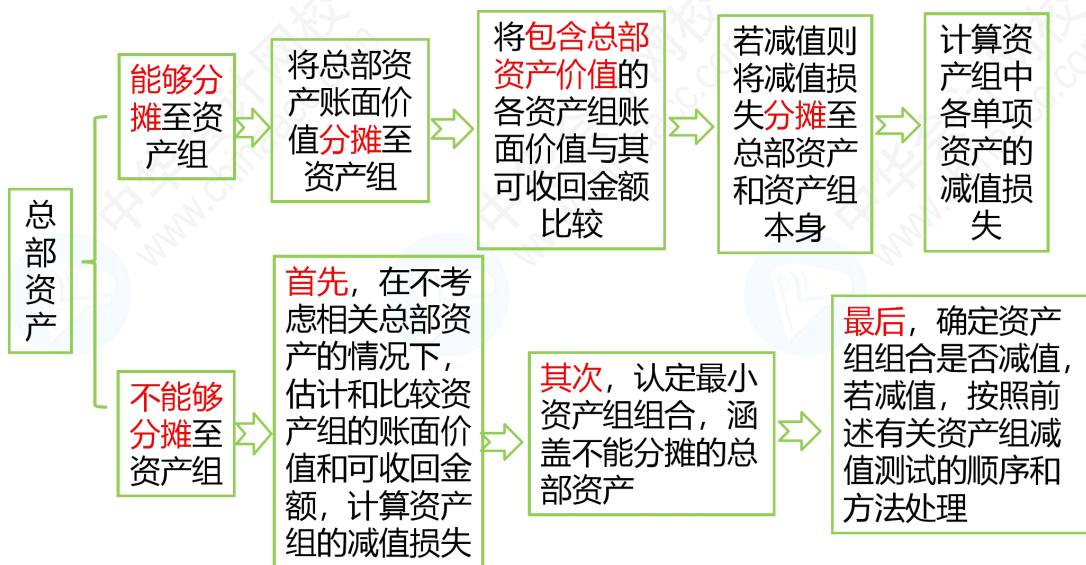 总
部
资
产
能够分
摊至资
产组
将总部资
产账面价
值分摊至
资产组
将包含总部
资产价值的
各资产组账
面价值与其
可收回金额
比较
若减值则
将减值损
失分摊至
总部资产
和资产组
本身
计算资
产组中
各单项
资产的
减值损
失
不能够
分摊至
资产组
首先，在不考
虑相关总部资
产的情况下，
估计和比较资
产组的账面价
值和可收回金
额，计算资产
组的减值损失
其次，认定最小
资产组组合，涵
盖不能分摊的总
部资产
最后，确定资产
组组合是否减值，
若减值，按照前
述有关资产组减
值测试的顺序和
方法处理